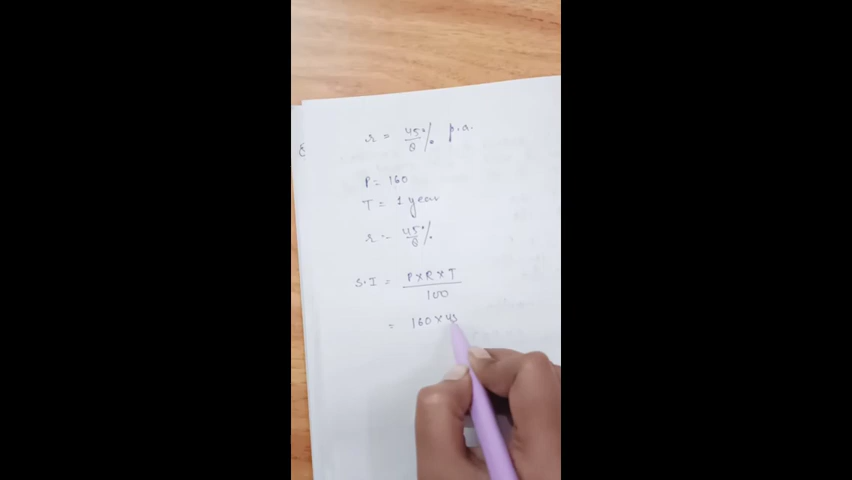 r = 45/8 % p.a.
P = 160
T = 1 year
r = 45/8 %
S.I = P×R×T
100
= 160×45